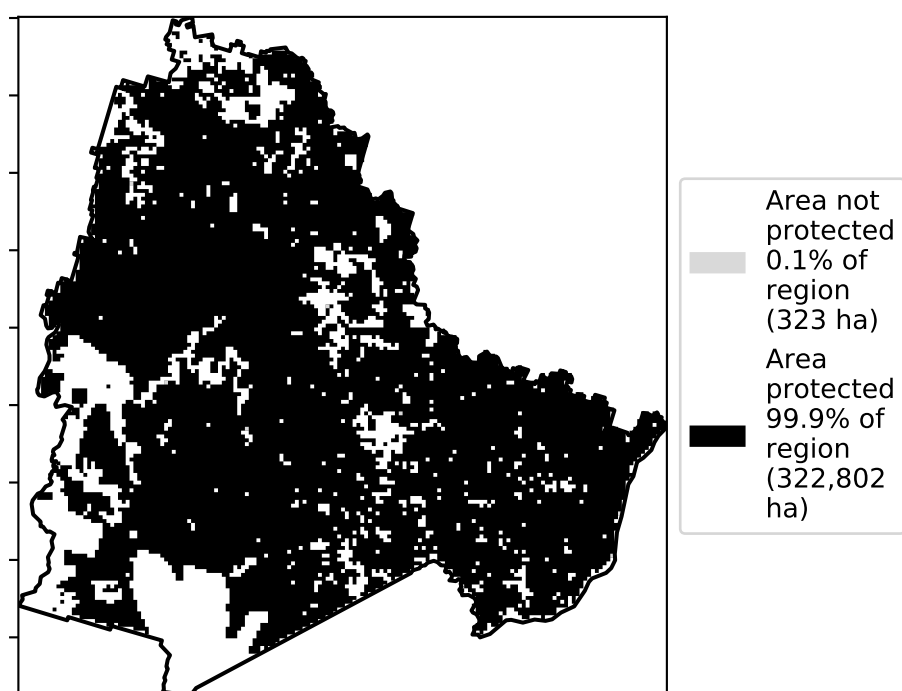 Area not
protected
0.1% of
region
(323 ha)
Area
protected
99.9% of
region
(322,802
ha)